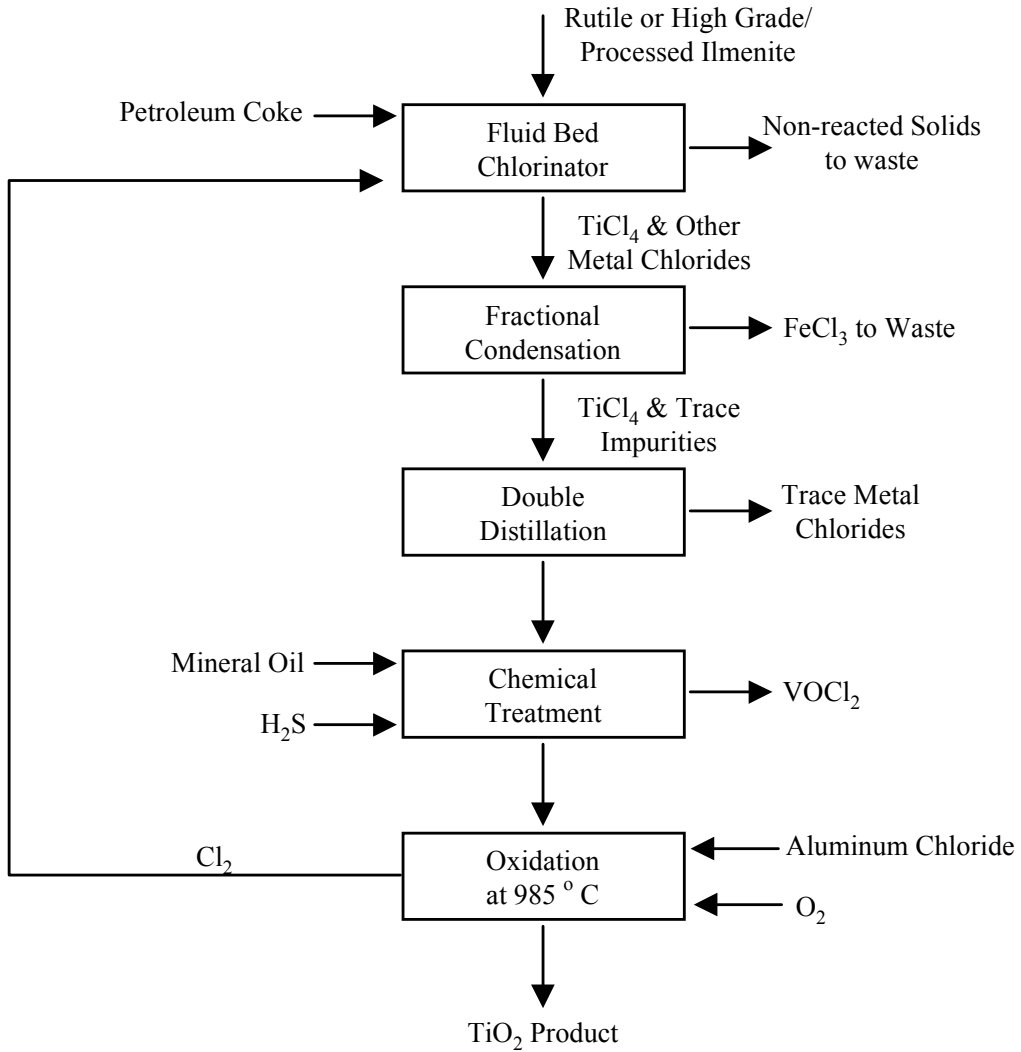 Rutile or High Grade/
Processed Ilmenite
Petroleum Coke
Fluid Bed
Chlorinator
Non-reacted Solids
to waste
TiCl₄ & Other
Metal Chlorides
Fractional
Condensation
FeCl₃ to Waste
TiCl₄ & Trace
Impurities
Double
Distillation
Trace Metal
Chlorides
Mineral Oil
H₂S
Chemical
Treatment
VOCl₂
Cl₂
Oxidation
at 985 ° C
Aluminum Chloride
O₂
TiO₂ Product